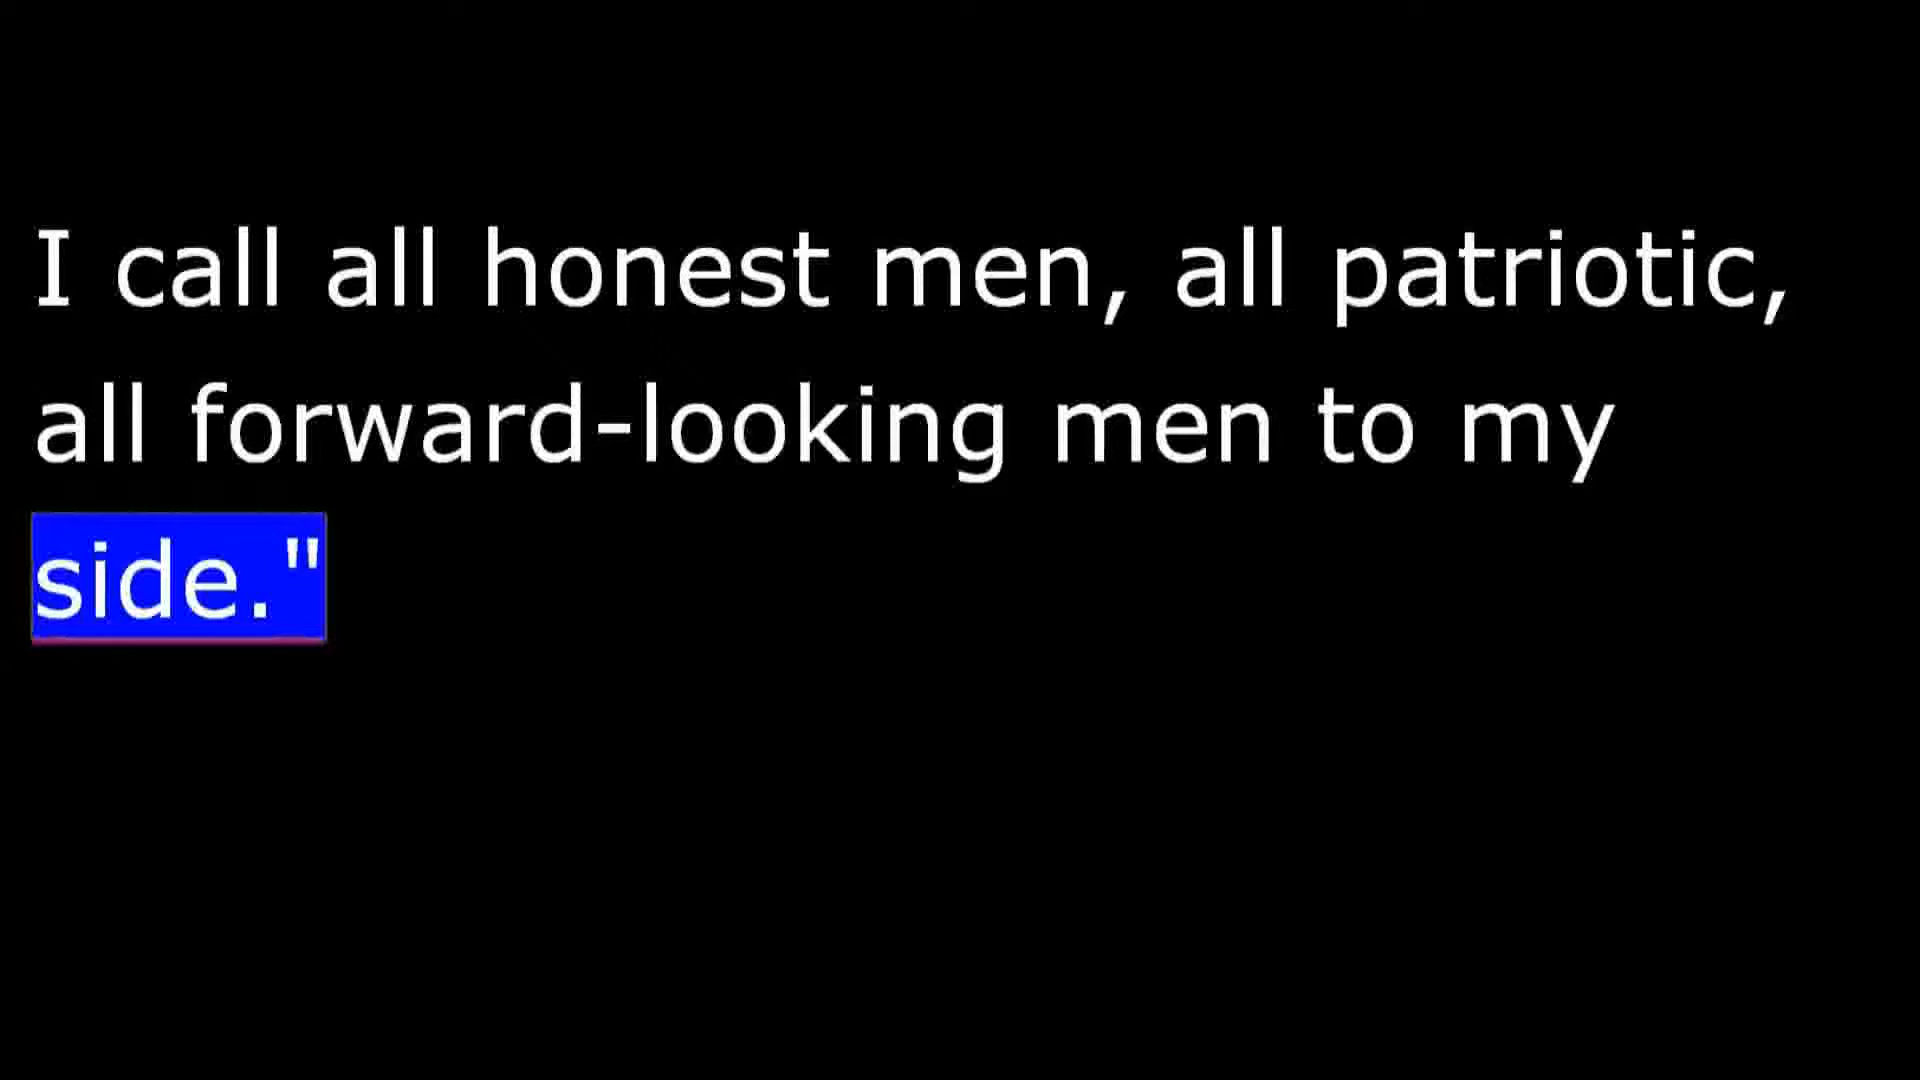 I call all honest men, all patriotic,
all forward-looking men to my
side."